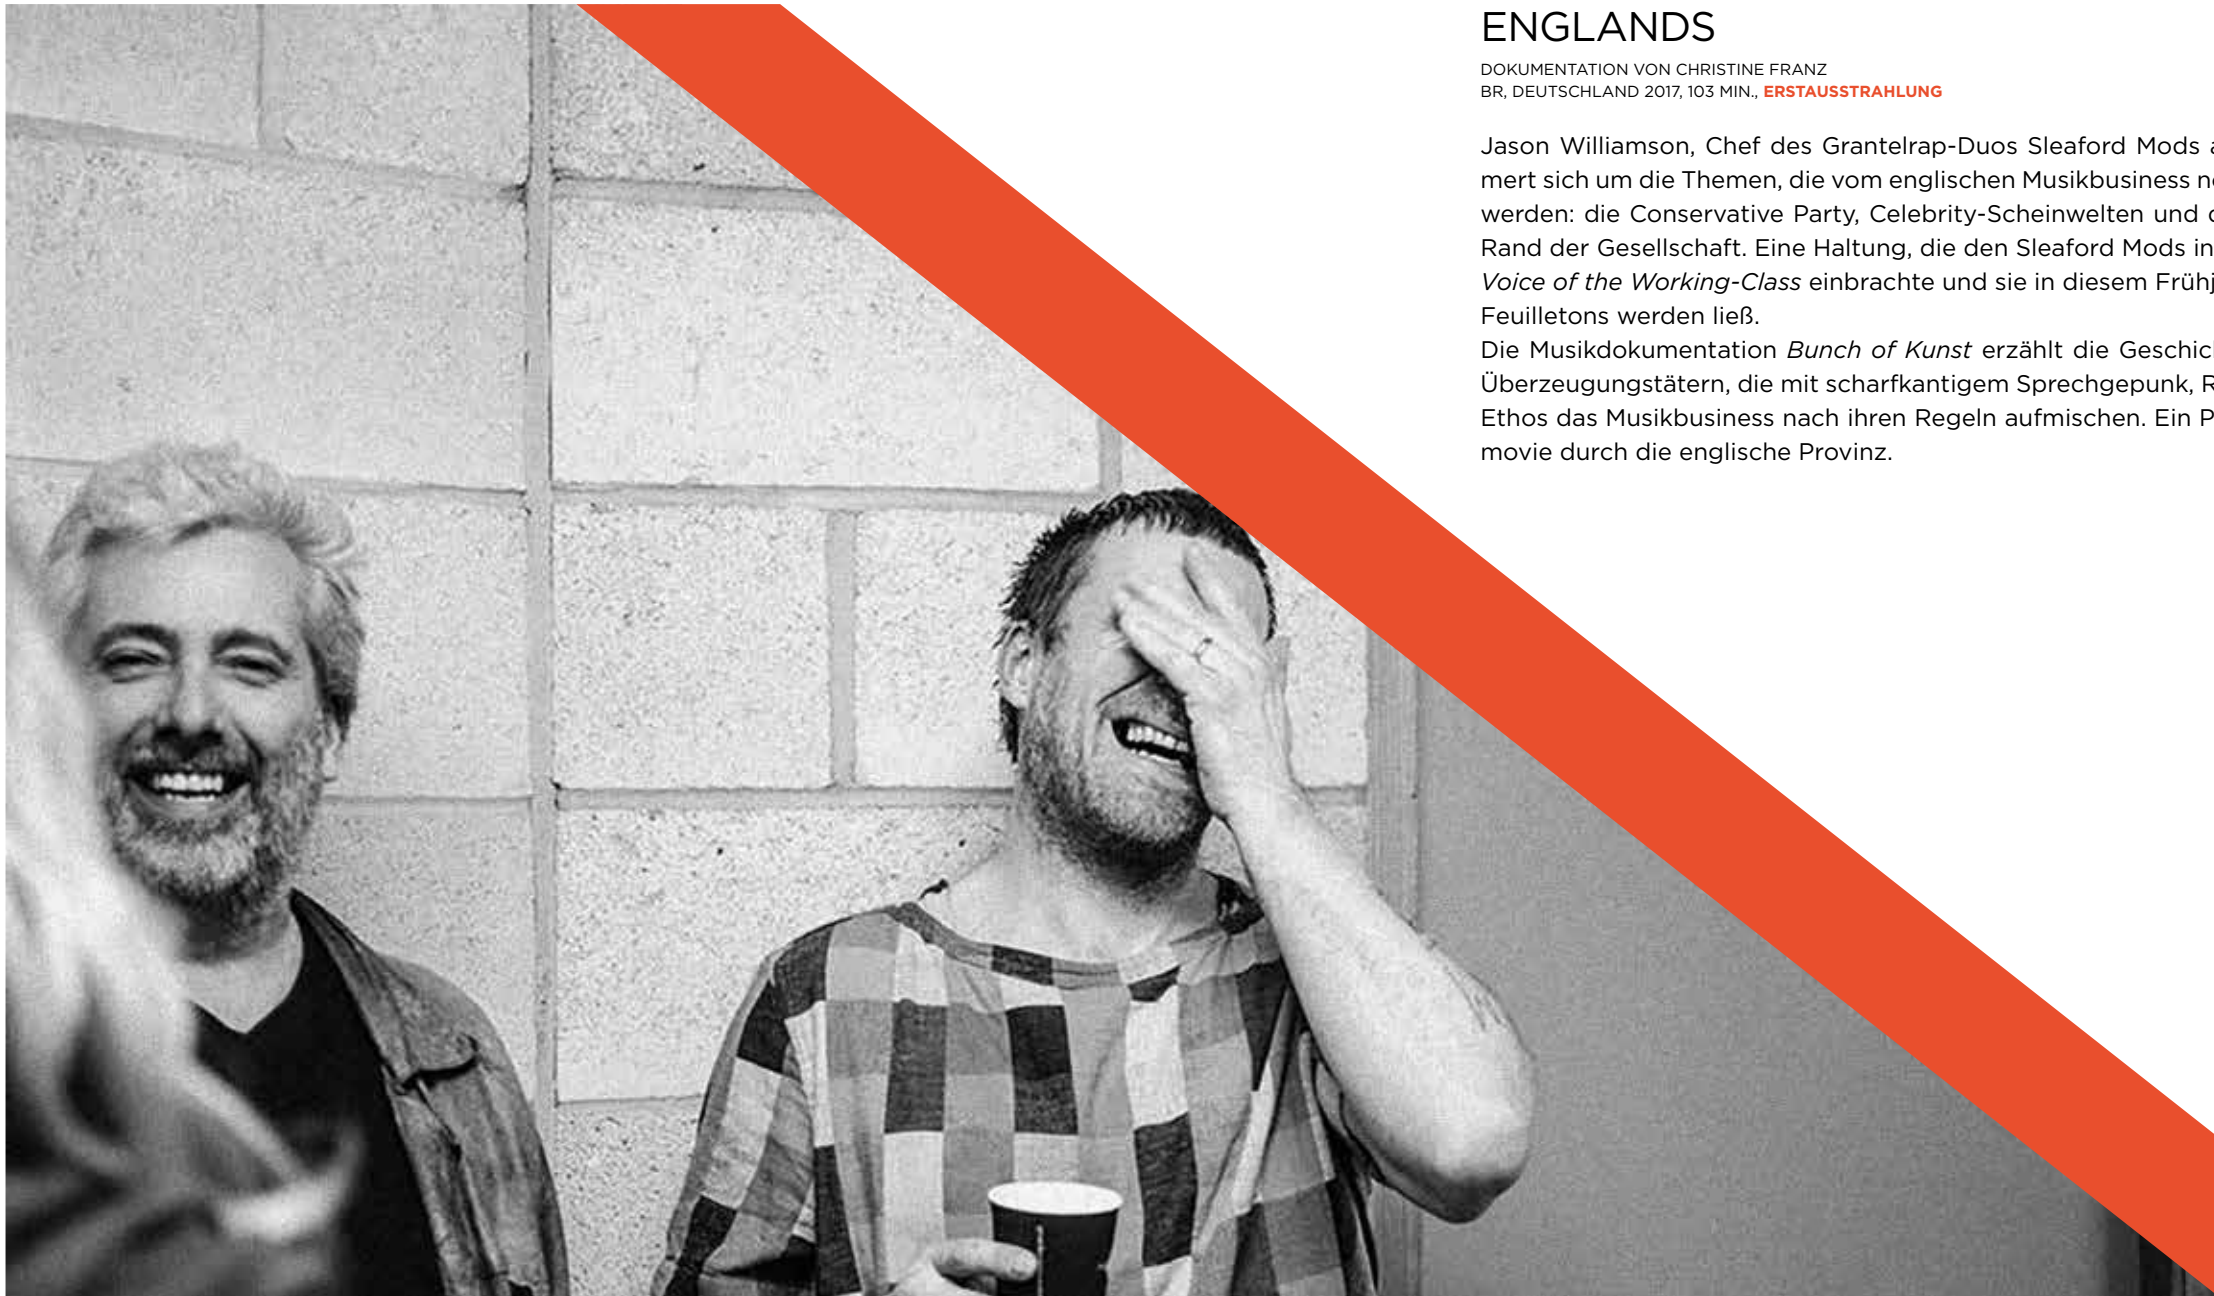 ENGLANDS
DOKUMENTATION VON CHRISTINE FRANZ
BR, DEUTSCHLAND 2017, 103 MIN., ERSTAUSSTRAHLUNG
Jason Williamson, Chef des Grantelrap-Duos Sleaford Mods
mert sich um die Themen, die vom englischen Musikbusiness
werden: die Conservative Party, Celebrity-Scheinwelten und
Rand der Gesellschaft. Eine Haltung, die den Sleaford Mods in
Voice of the Working-Class einbrachte und sie in diesem
Feuilletons werden ließ.
Die Musikdokumentation Bunch of Kunst erzählt die
Überzeugungstätern, die mit scharfkantigem Sprechgepunk,
Ethos das Musikbusiness nach ihren Regeln aufmischen. Ein
movie durch die englische Provinz.